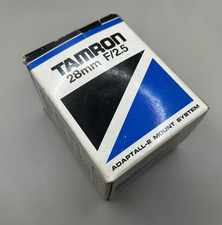 TAMRON
28mm F/2.5
ADAPTALL-2 MOUNT SYSTEM